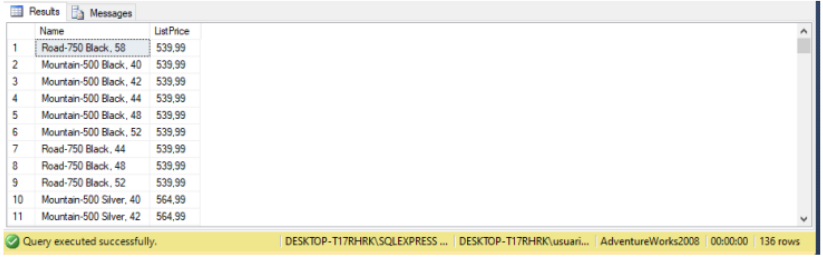 Results Messages
Name ListPrice
1 Road-750 Black, 58 539,99
2 Mountain-500 Black, 40 539,99
3 Mountain-500 Black, 42 539,99
4 Mountain-500 Black, 44 539,99
5 Mountain-500 Black, 48 539,99
6 Mountain-500 Black, 52 539,99
7 Road-750 Black, 44 539,99
8 Road-750 Black, 48 539,99
9 Road-750 Black, 52 539,99
10 Mountain-500 Silver, 40 564,99
11 Mountain-500 Silver, 42 564,99
Query executed successfully. DESKTOP-T17RHRK\SQLEXPRESS ... DESKTOP-T17RHRK\usuari... AdventureWorks2008 00:00:00 136 rows